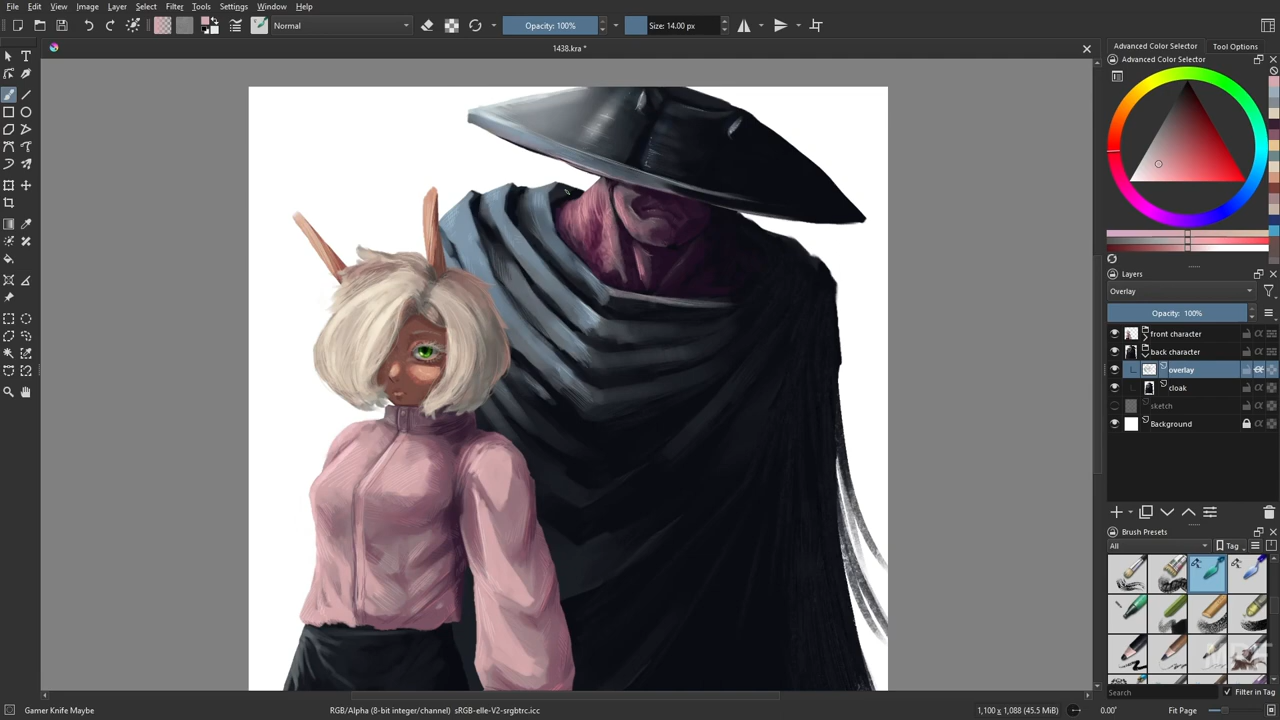 File Edit View Image Layer Select Filter Tools Settings Window Help
Normal
Opacity: 100%
Size: 14.00 px
1438.kra *
Advanced Color Selector
Tool Options
Advanced Color Selector
Layers
Overlay
Opacity: 100%
front character
back character
overlay
cloak
sketch
Background
Brush Presets
All
Tag
Search
Filter in Tag
Gamer Knife Maybe
RGB/Alpha (8-bit integer/channel) sRGB-elle-V2-srgbtrc.icc
1,100 x 1,088 (45.5 MiB)
0.00°
Fit Page